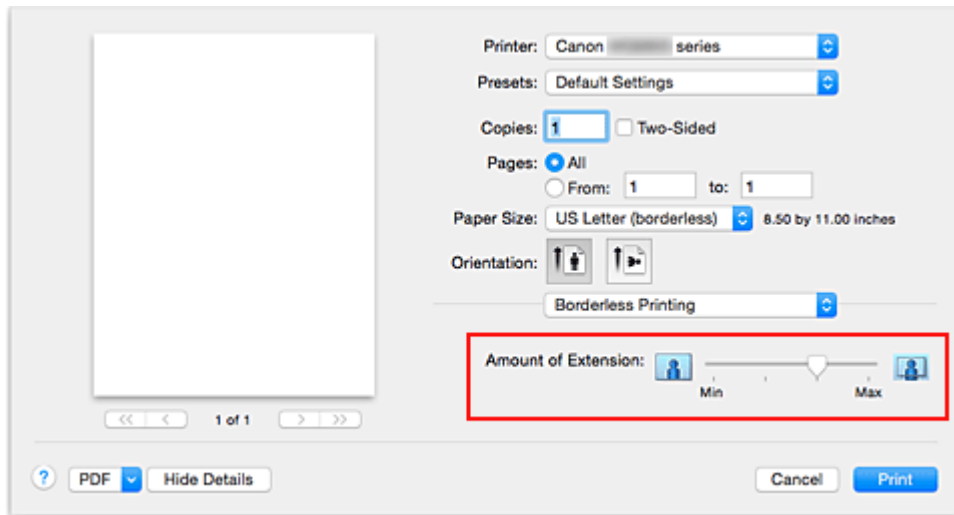 Printer: Canon series
Presets: Default Settings
Copies: 1 Two-Sided
Pages: All
From: 1 to: 1
Paper Size: US Letter (borderless) 8.50 by 11.00 inches
Orientation:
Borderless Printing
Amount of Extension:
Min Max
<< < 1 of 1 > >>
? PDF Hide Details Cancel Print